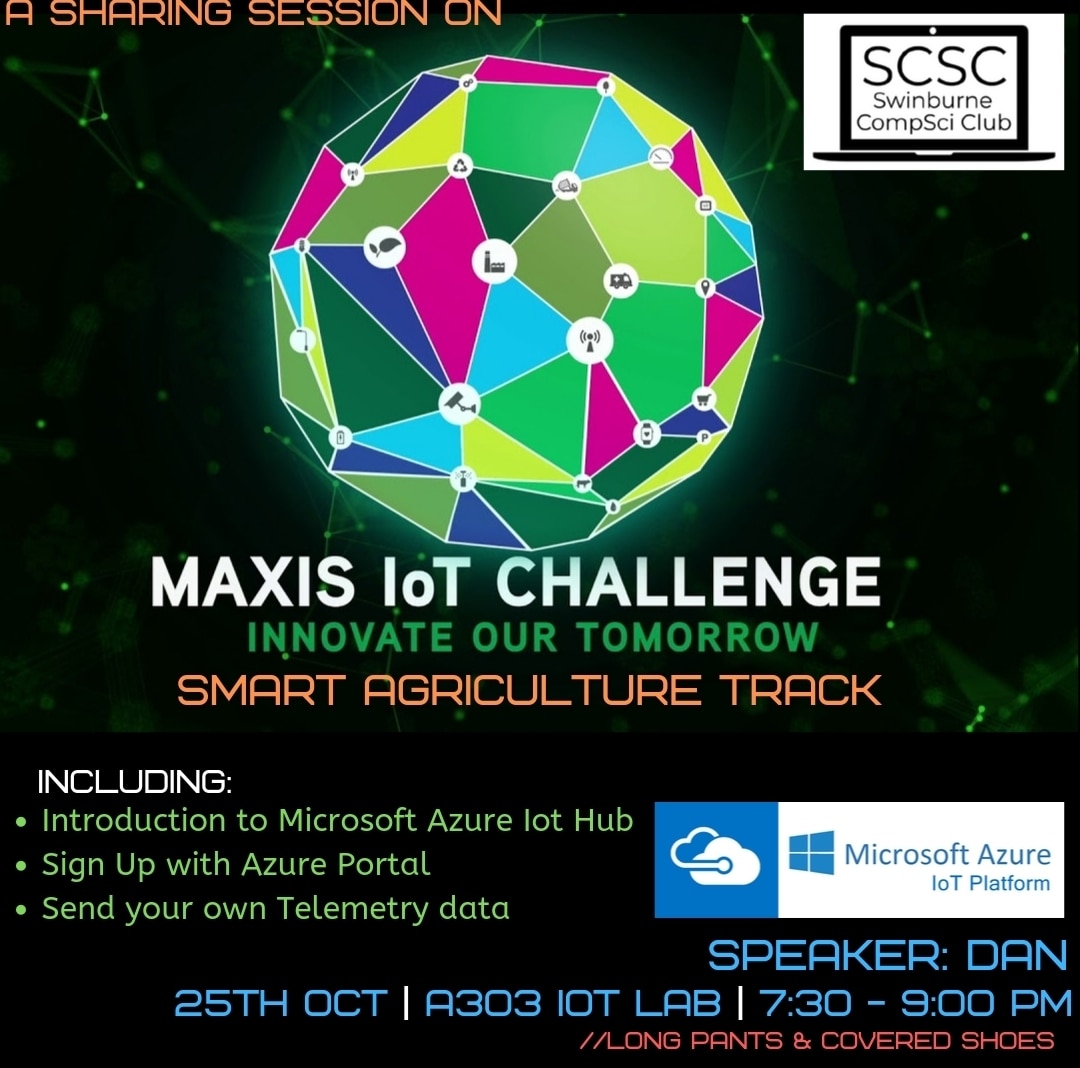 A SHARING SESSION ON
SCSC
Swinburne
CompSci Club
P
MAXIS IoT CHALLENGE
INNOVATE OUR TOMORROW
SMART AGRICULTURE TRACK
INCLUDING:
• Introduction to Microsoft Azure Iot Hub
• Sign Up with Azure Portal
• Send your own Telemetry data
Microsoft Azure
IoT Platform
SPEAKER: DAN
25TH OCT | A303 IOT LAB | 7:30 - 9:00 PM
//LONG PANTS & COVERED SHOES